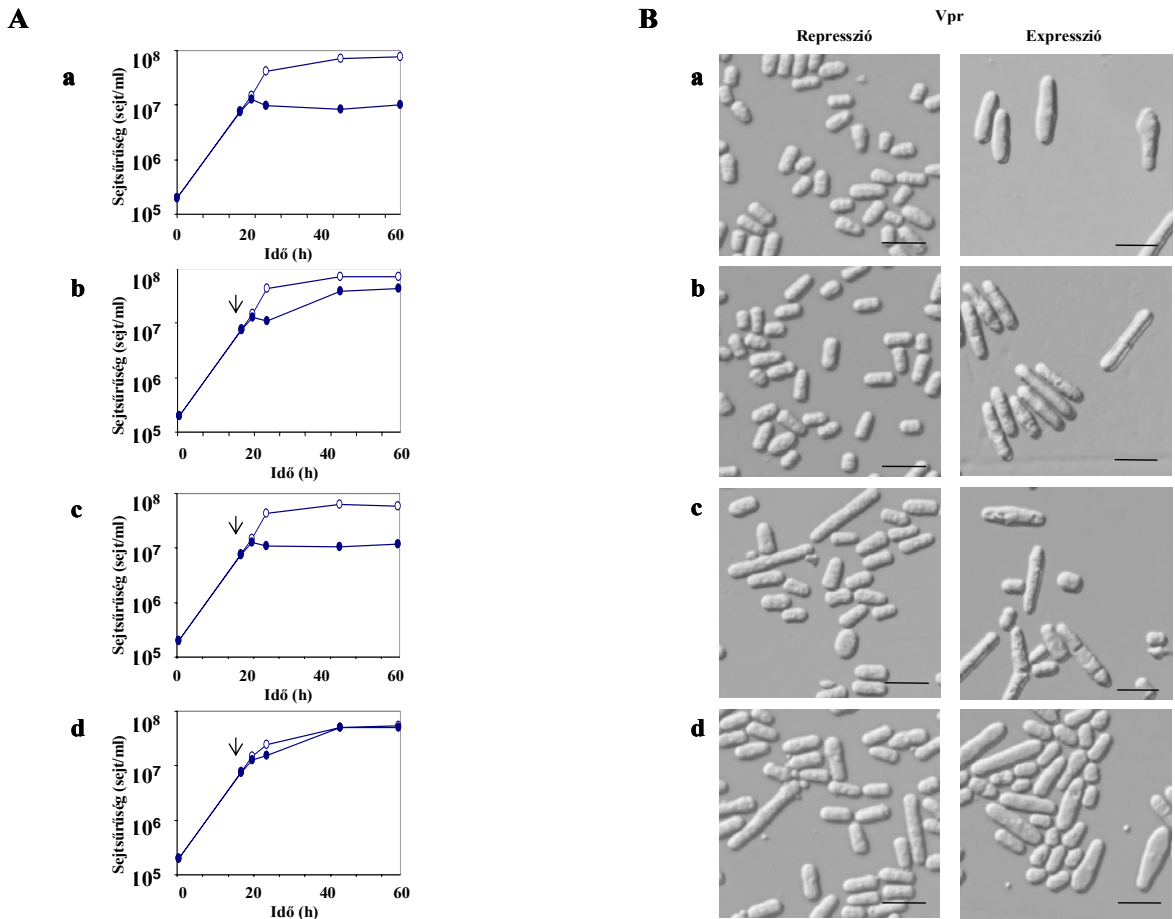 A
a
Sejtsűrűség (sejt/ml)
10⁸
10⁷
10⁶
10⁵
0
20
40
60
Idő (h)
b
Sejtsűrűség (sejt/ml)
10⁸
10⁷
10⁶
10⁵
0
20
40
60
Idő (h)
c
Sejtsűrűség (sejt/ml)
10⁸
10⁷
10⁶
10⁵
0
20
40
60
Idő (h)
d
Sejtsűrűség (sejt/ml)
10⁸
10⁷
10⁶
10⁵
0
20
40
60
Idő (h)
B
Vpr
Represszió
Expresszió
a
b
c
d